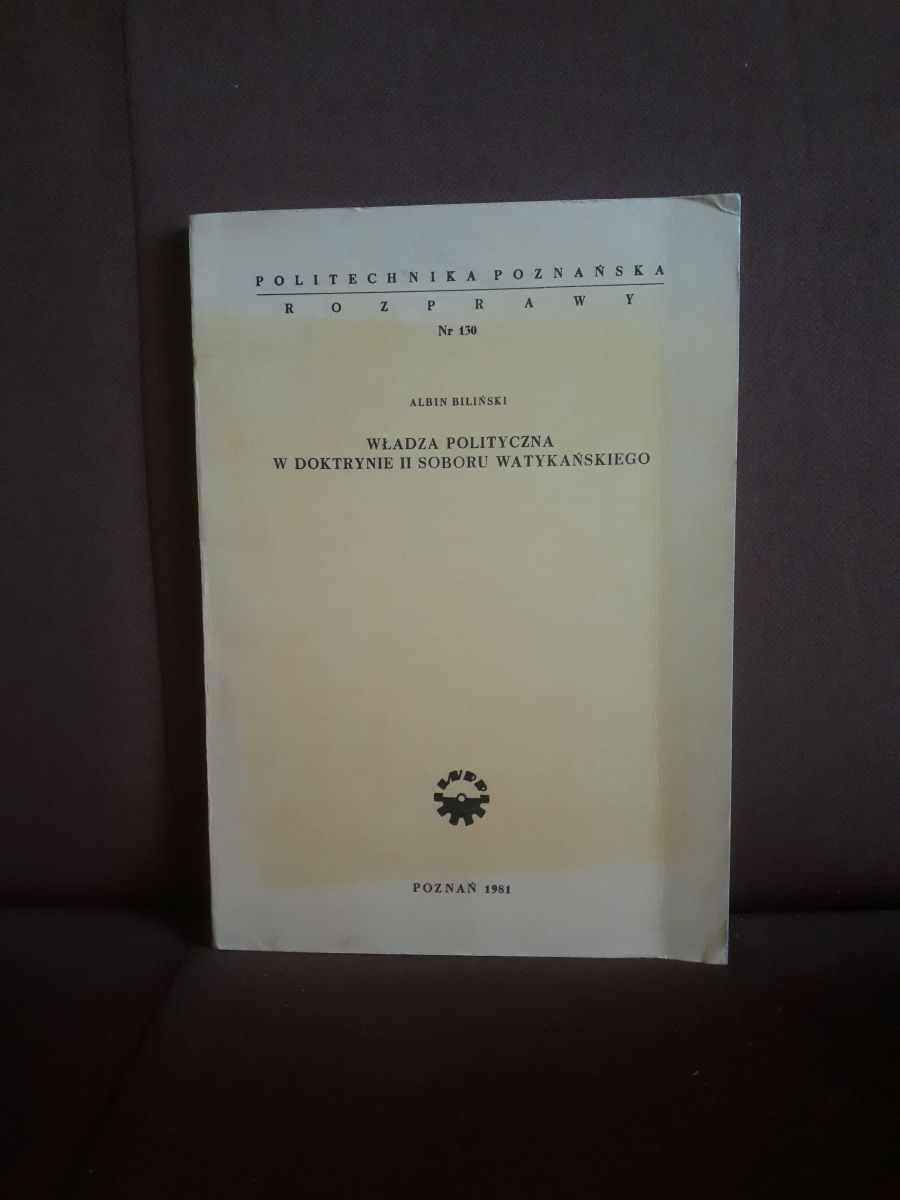 POLITECHNIKA POZNAŃSKA
ROZPRAWY
Nr 130
ALBIN BILIŃSKI
WŁADZA POLITYCZNA
W DOKTRYNIE II SOBORU WATYKAŃSKIEGO
POZNAŃ 1981